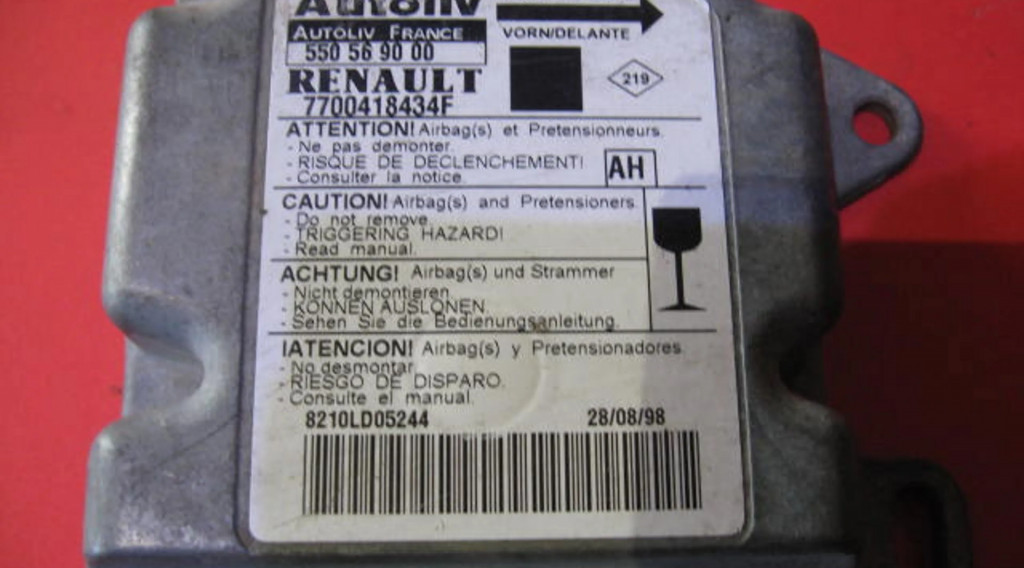 Autoliv
AUTOLIV FRANCE
VORN/DELANTE
550 56 90 00
RENAULT
219
7700418434F
ATTENTION! Airbag(s) et Pretensionneurs.
- Ne pas demonter.
- RISQUE DE DECLENCHEMENT!
- Consulter la notice.
AH
CAUTION! Airbag(s) and Pretensioners
- Do not remove.
- TRIGGERING HAZARD!
- Read manual.
ACHTUNG! Airbag(s) und Strammer
- Nicht demontieren.
- KONNEN AUSLONEN.
- Sehen Sie die Bedienungsanleitung.
IATENCION! Airbag(s) y Pretensionadores
- No desmontar
- RIESGO DE DISPARO.
- Consulte el manual.
8210LD05244
28/08/98